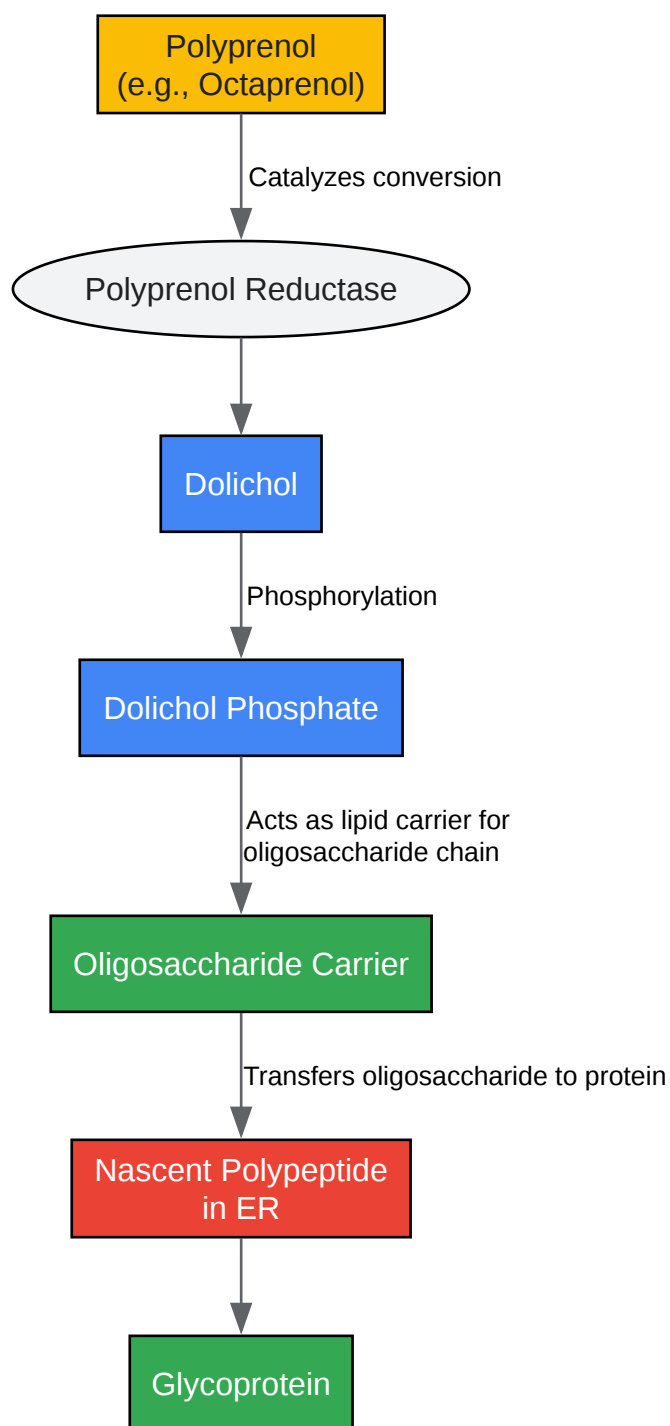 Polyprenol
(e.g., Octaprenol)
Catalyzes conversion
Polyprenol Reductase
Dolichol
Phosphorylation
Dolichol Phosphate
Acts as lipid carrier for
oligosaccharide chain
Oligosaccharide Carrier
Transfers oligosaccharide to protein
Nascent Polypeptide
in ER
Glycoprotein